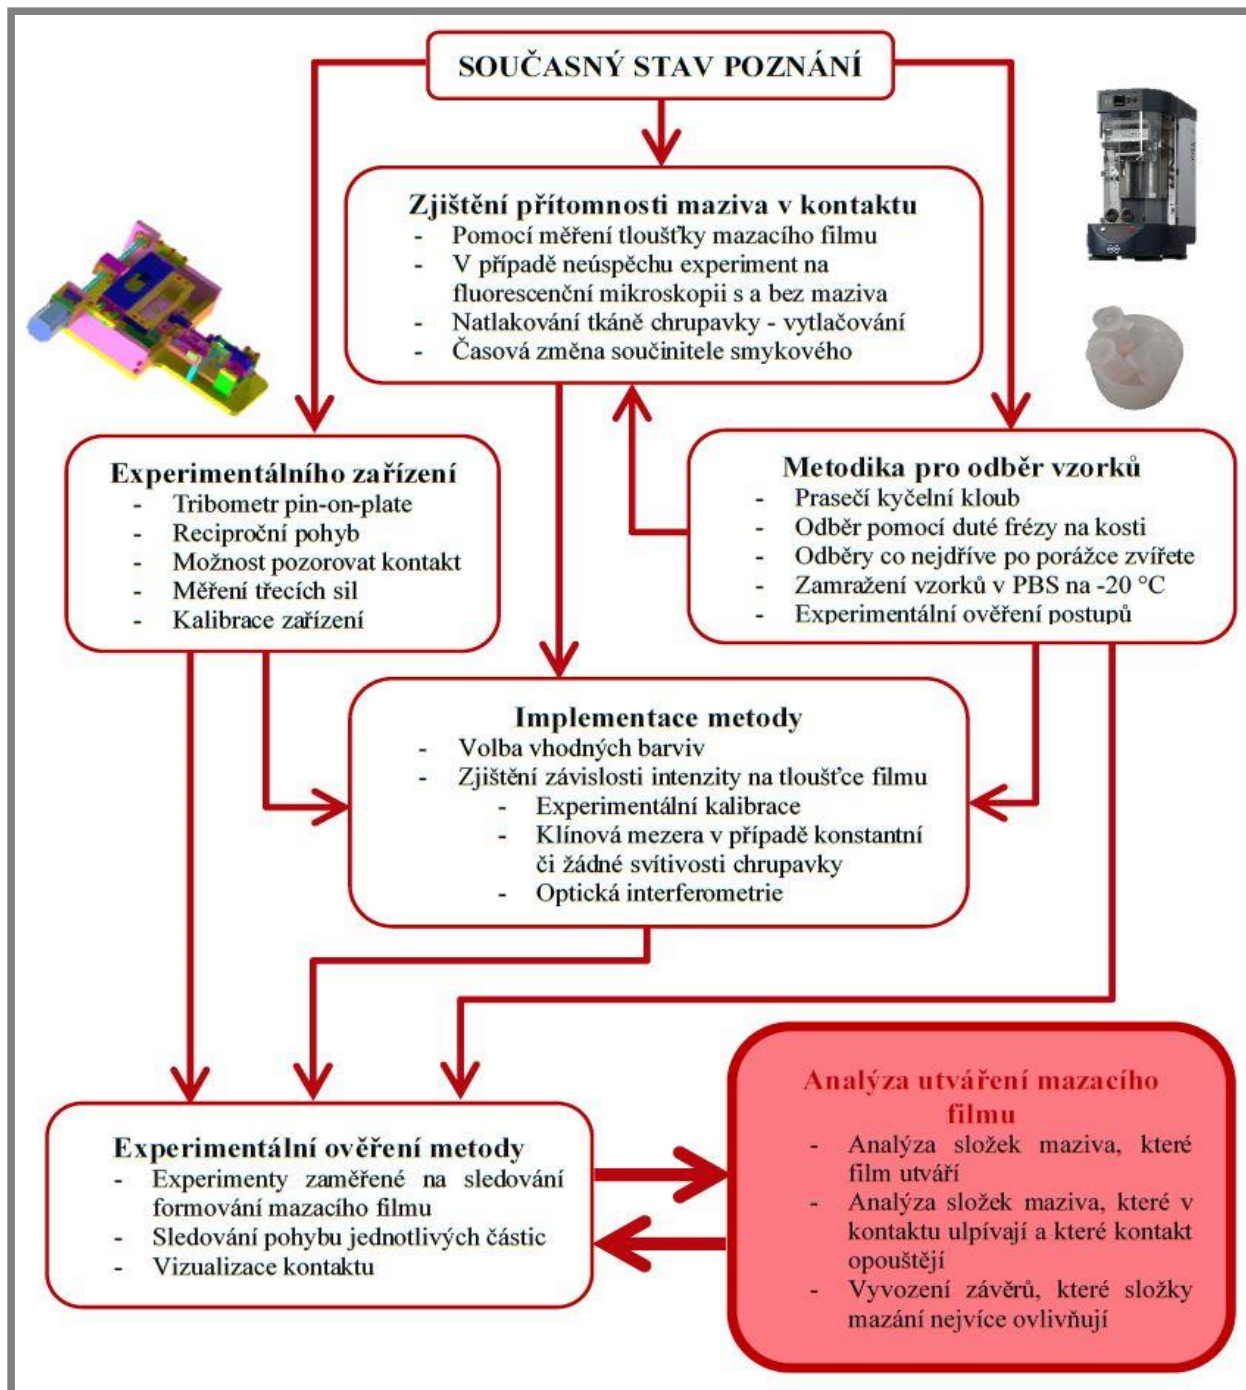 SOUČASNÝ STAV POZNÁNÍ
Zjištění přítomnosti maziva v kontaktu
- Pomocí měření tloušťky mazacího filmu
- V případě neúspěchu experiment na
fluorescenční mikroskopii s a bez maziva
- Natlakování tkáně chrupavky - vytlačování
- Časová změna součinitele smykového
Experimentálního zařízení
- Tribometr pin-on-plate
- Reciproční pohyb
- Možnost pozorovat kontakt
- Měření třecích sil
- Kalibrace zařízení
Metodika pro odběr vzorků
- Prasečí kyčelní kloub
- Odběr pomocí duté frézy na kosti
- Odběry co nejdříve po porážce zvířete
- Zamražení vzorků v PBS na -20 °C
- Experimentální ověření postupů
Implementace metody
- Volba vhodných barviv
- Zjištění závislosti intenzity na tloušťce filmu
- Experimentální kalibrace
- Klínová mezera v případě konstantní
či žádné svítivosti chrupavky
- Optická interferometrie
Experimentální ověření metody
- Experimenty zaměřené na sledování
formování mazacího filmu
- Sledování pohybu jednotlivých částic
- Vizualizace kontaktu
Analýza utváření mazacího
filmu
- Analýza složek maziva, které
film utváří
- Analýza složek maziva, které v
kontaktu ulpívají a které kontakt
opouštějí
- Vyvození závěrů, které složky
mazání nejvíce ovlivňují